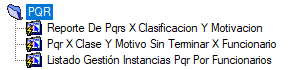 PQR
Reporte De Pqrs X Clasificacion Y Motivacion
Pqr X Clase Y Motivo Sin Terminar X Funcionario
Listado Gestión Instancias Pqr Por Funcionarios